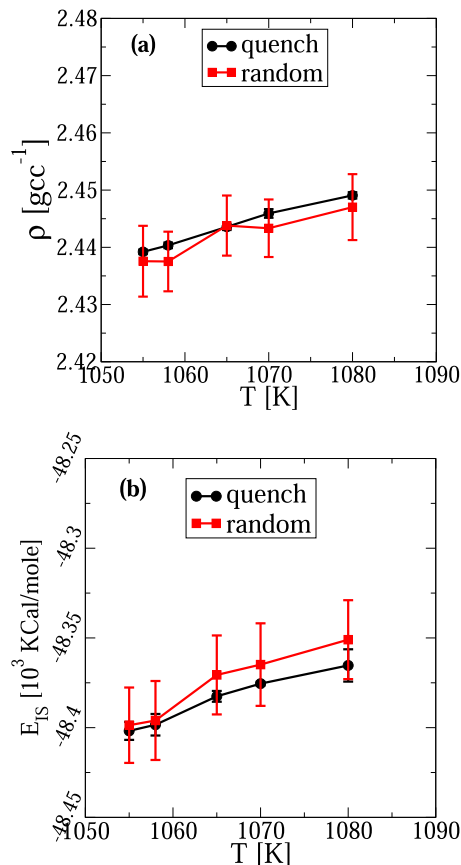 (a)
quench
random
2.48
2.47
2.46
2.45
2.44
2.43
2.42
ρ [gcc⁻¹]
1050 1060 1070 1080 1090
T [K]
(b)
quench
random
-48.25
-48.3
-48.35
-48.4
-48.45
E_IS [10³ KCal/mole]
1050 1060 1070 1080 1090
T [K]